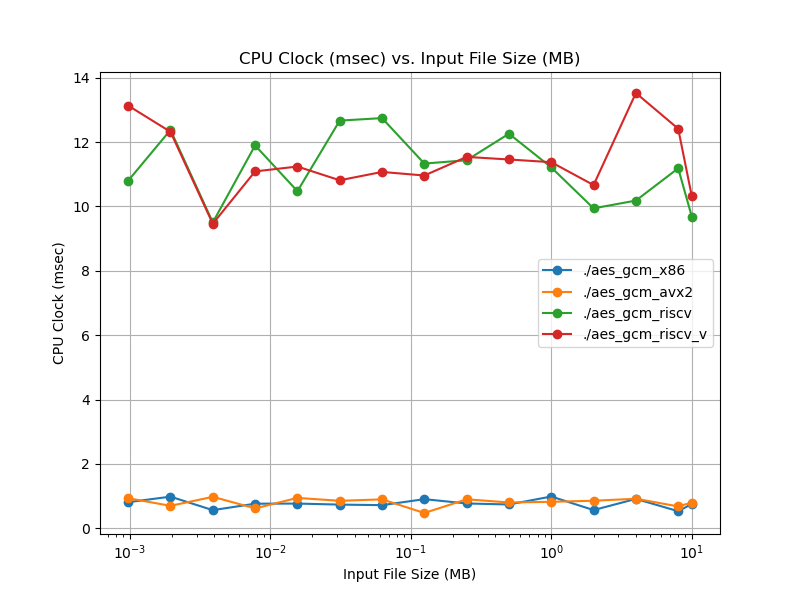 CPU Clock (msec) vs. Input File Size (MB)
CPU Clock (msec)
14
12
10
8
6
4
2
0
./aes_gcm_x86
./aes_gcm_avx2
./aes_gcm_riscv
./aes_gcm_riscv_v
10⁻³ 10⁻² 10⁻¹ 10⁰ 10¹
Input File Size (MB)